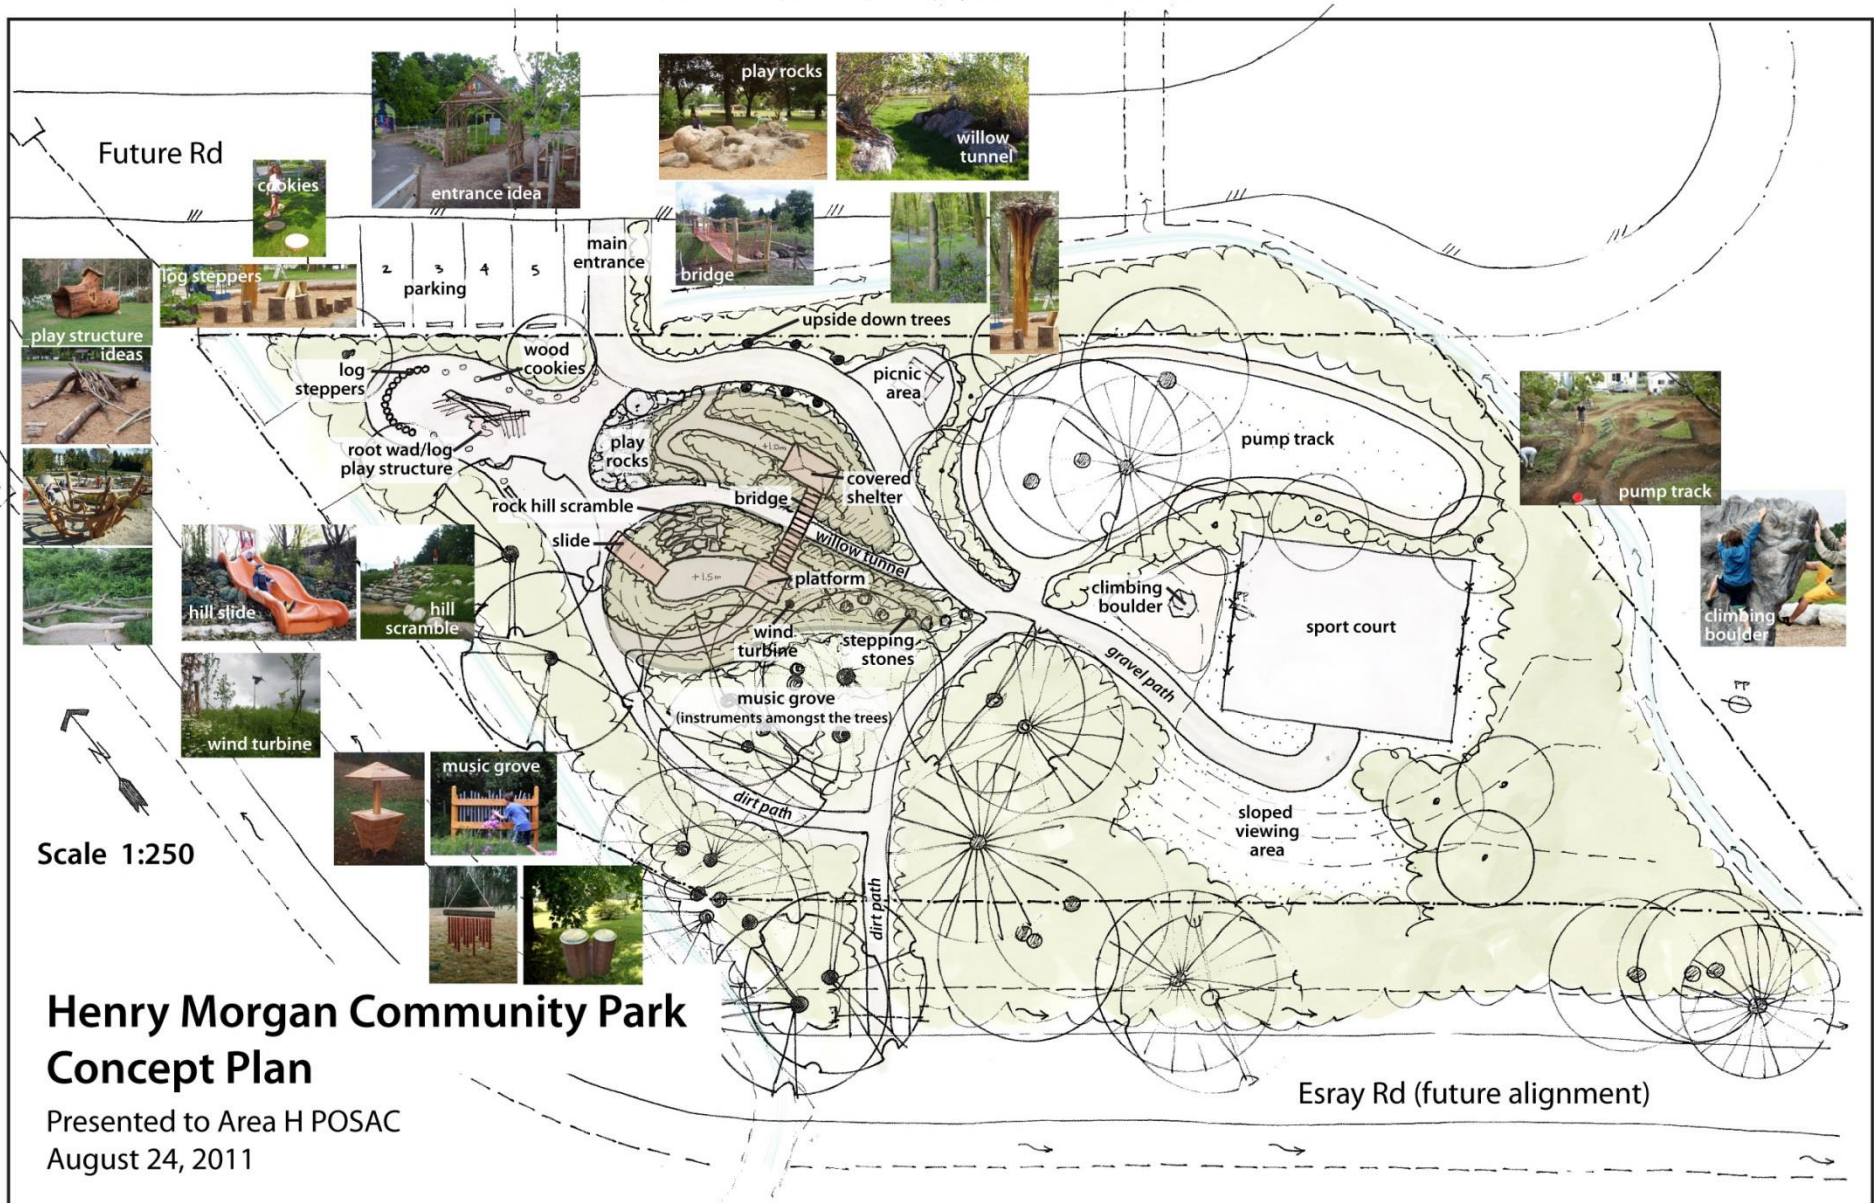 Future Rd
cookies
entrance idea
play rocks
willow
tunnel
bridge
main
entrance
log steppers
2 3 4 5
parking
play structure
ideas
upside down trees
log
steppers
wood
cookies
picnic
area
root wad/log
play structure
play
rocks
+1.0m
covered
shelter
pump track
pump track
rock hill scramble
bridge
slide
willow tunnel
+1.5m
platform
climbing
boulder
sport court
hill slide
hill
scramble
climbing
boulder
wind
turbine
stepping
stones
gravel path
music grove
(instruments amongst the trees)
PP
wind turbine
music grove
N
dirt path
sloped
viewing
area
Scale 1:250
dirt path
Henry Morgan Community Park
Concept Plan
Presented to Area H POSAC
August 24, 2011
Esray Rd (future alignment)